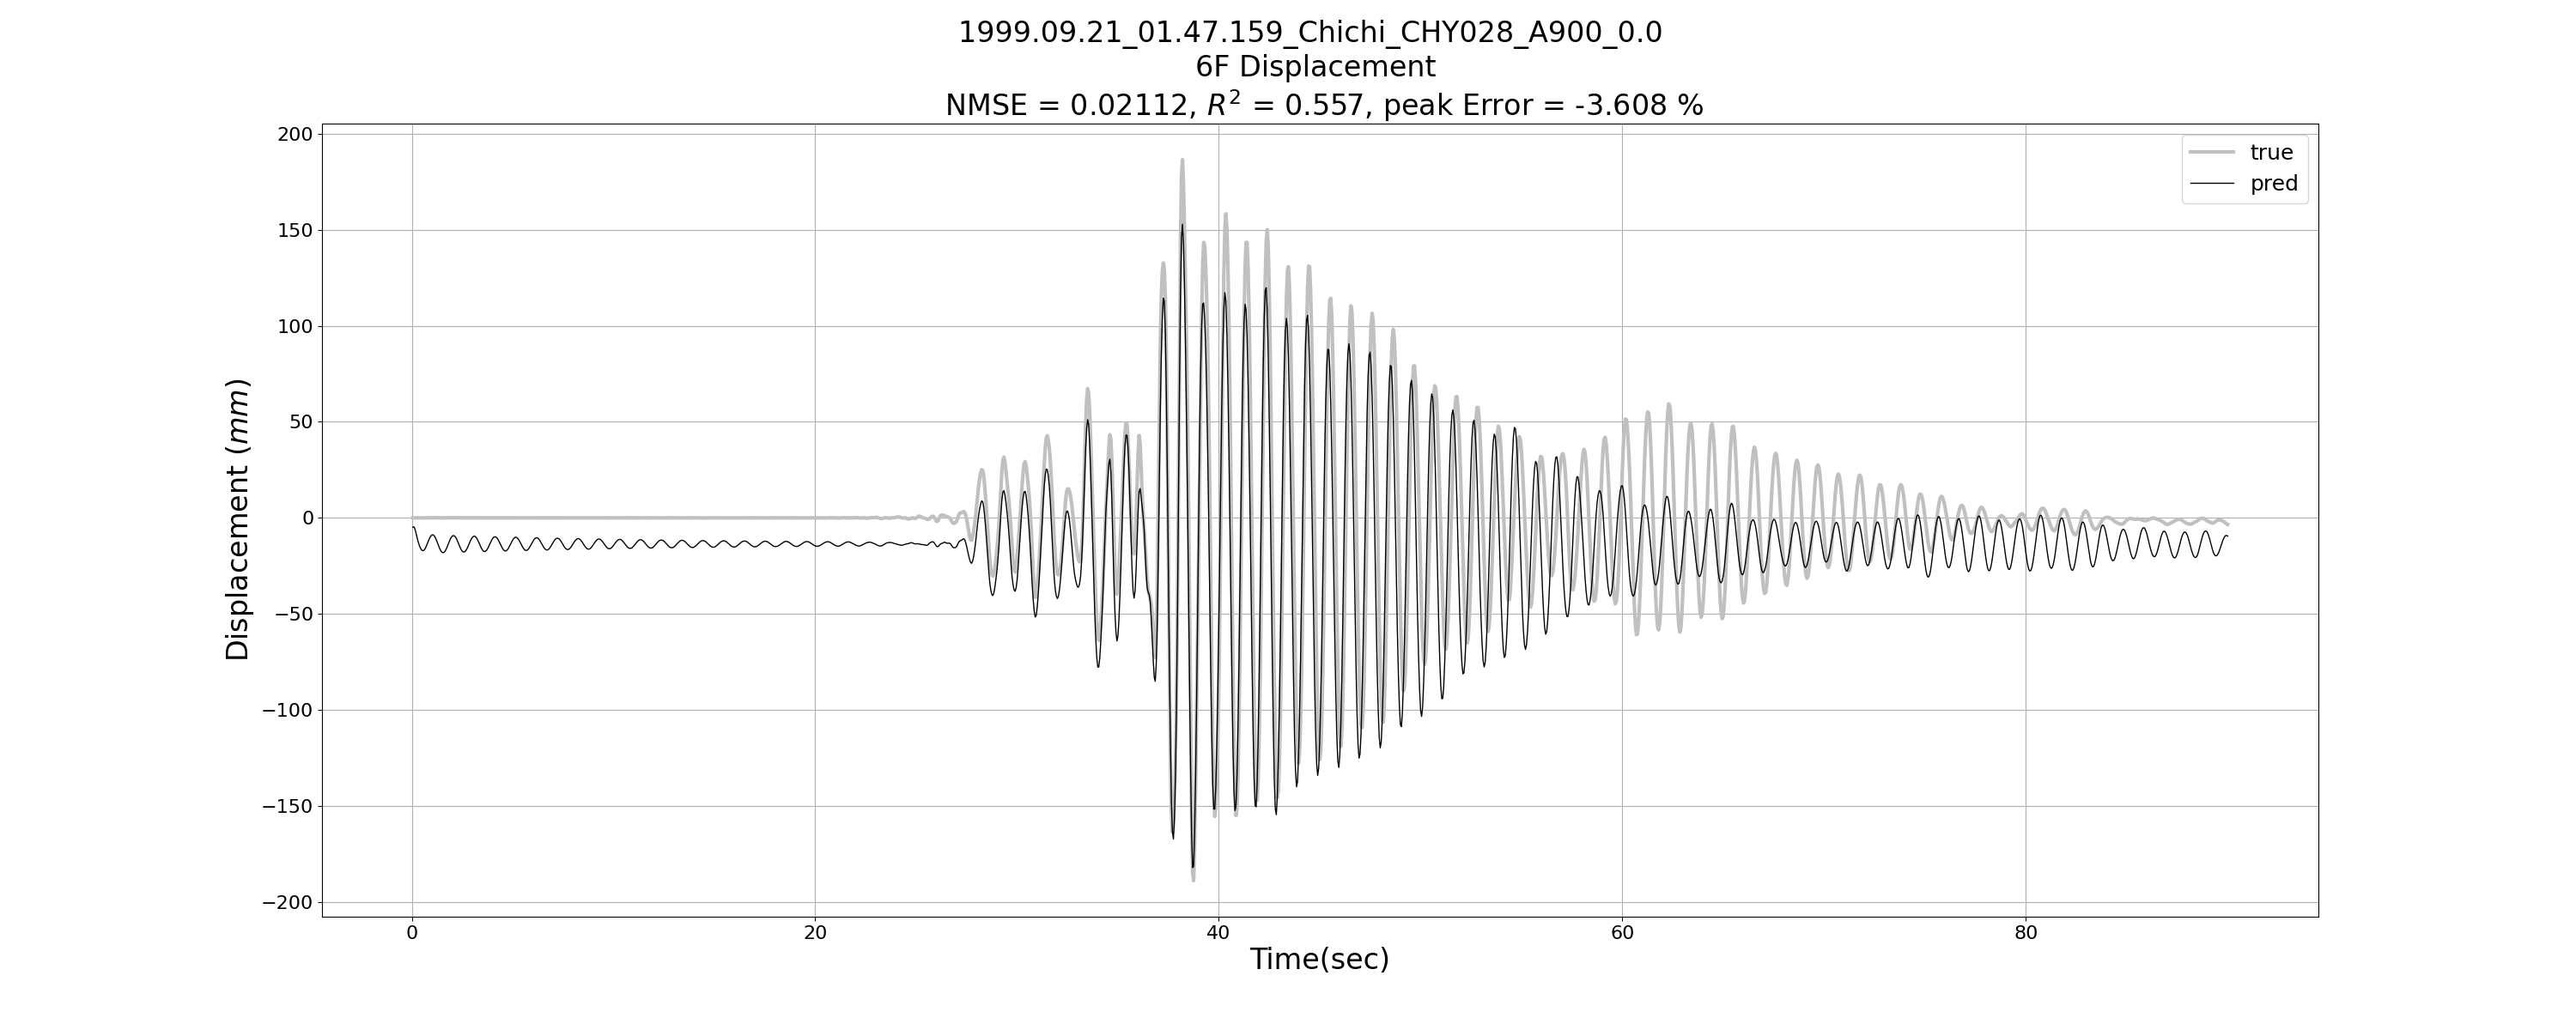 1999.09.21_01.47.159_Chichi_CHY028_A900_0.0
6F Displacement
NMSE = 0.02112, R² = 0.557, peak Error = -3.608 %
200
150
100
50
0
−50
−100
−150
−200
Displacement (mm)
true
pred
0
20
40
60
80
Time(sec)